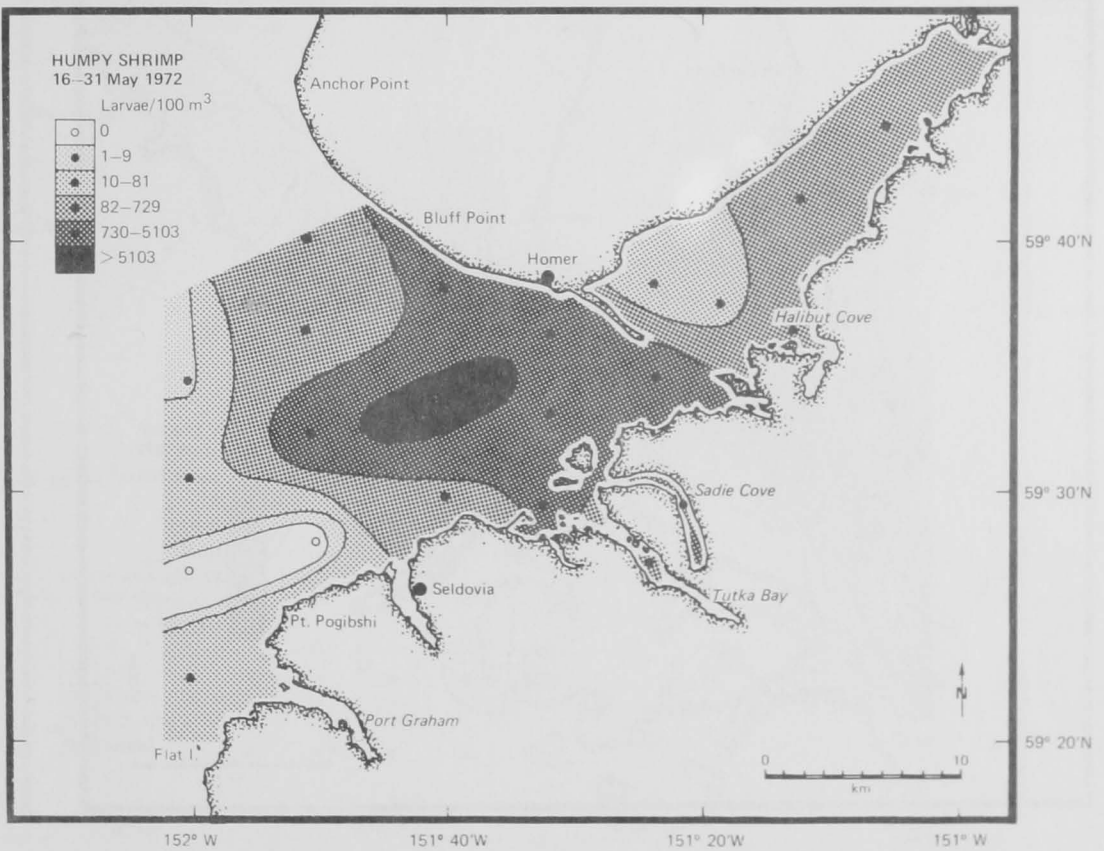 HUMPY SHRIMP
16–31 May 1972
Larvae/100 m³
0
1–9
10–81
82–729
730–5103
> 5103
Anchor Point
Bluff Point
Homer
Halibut Cove
Sadie Cove
Tutka Bay
Seldovia
Pt. Pogibshi
Port Graham
Flat I.
N
0 10
km
59° 40'N
59° 30'N
59° 20'N
152° W
151° 40'W
151° 20'W
151° W